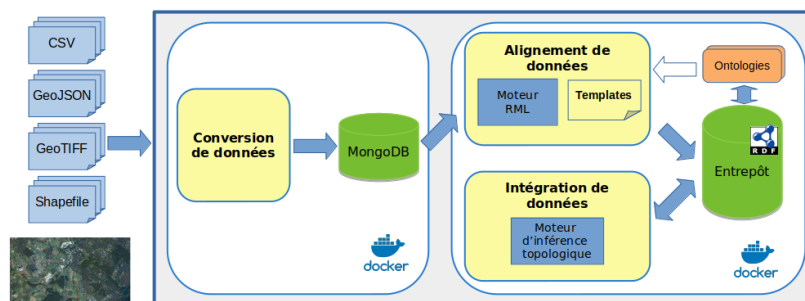 CSV
GeoJSON
GeoTIFF
Shapefile
Conversion
de données
MongoDB
docker
Alignement de
données
Moteur
RML
Templates
Ontologies
RDF
Entrepôt
Intégration de
données
Moteur
d'inférence
topologique
docker